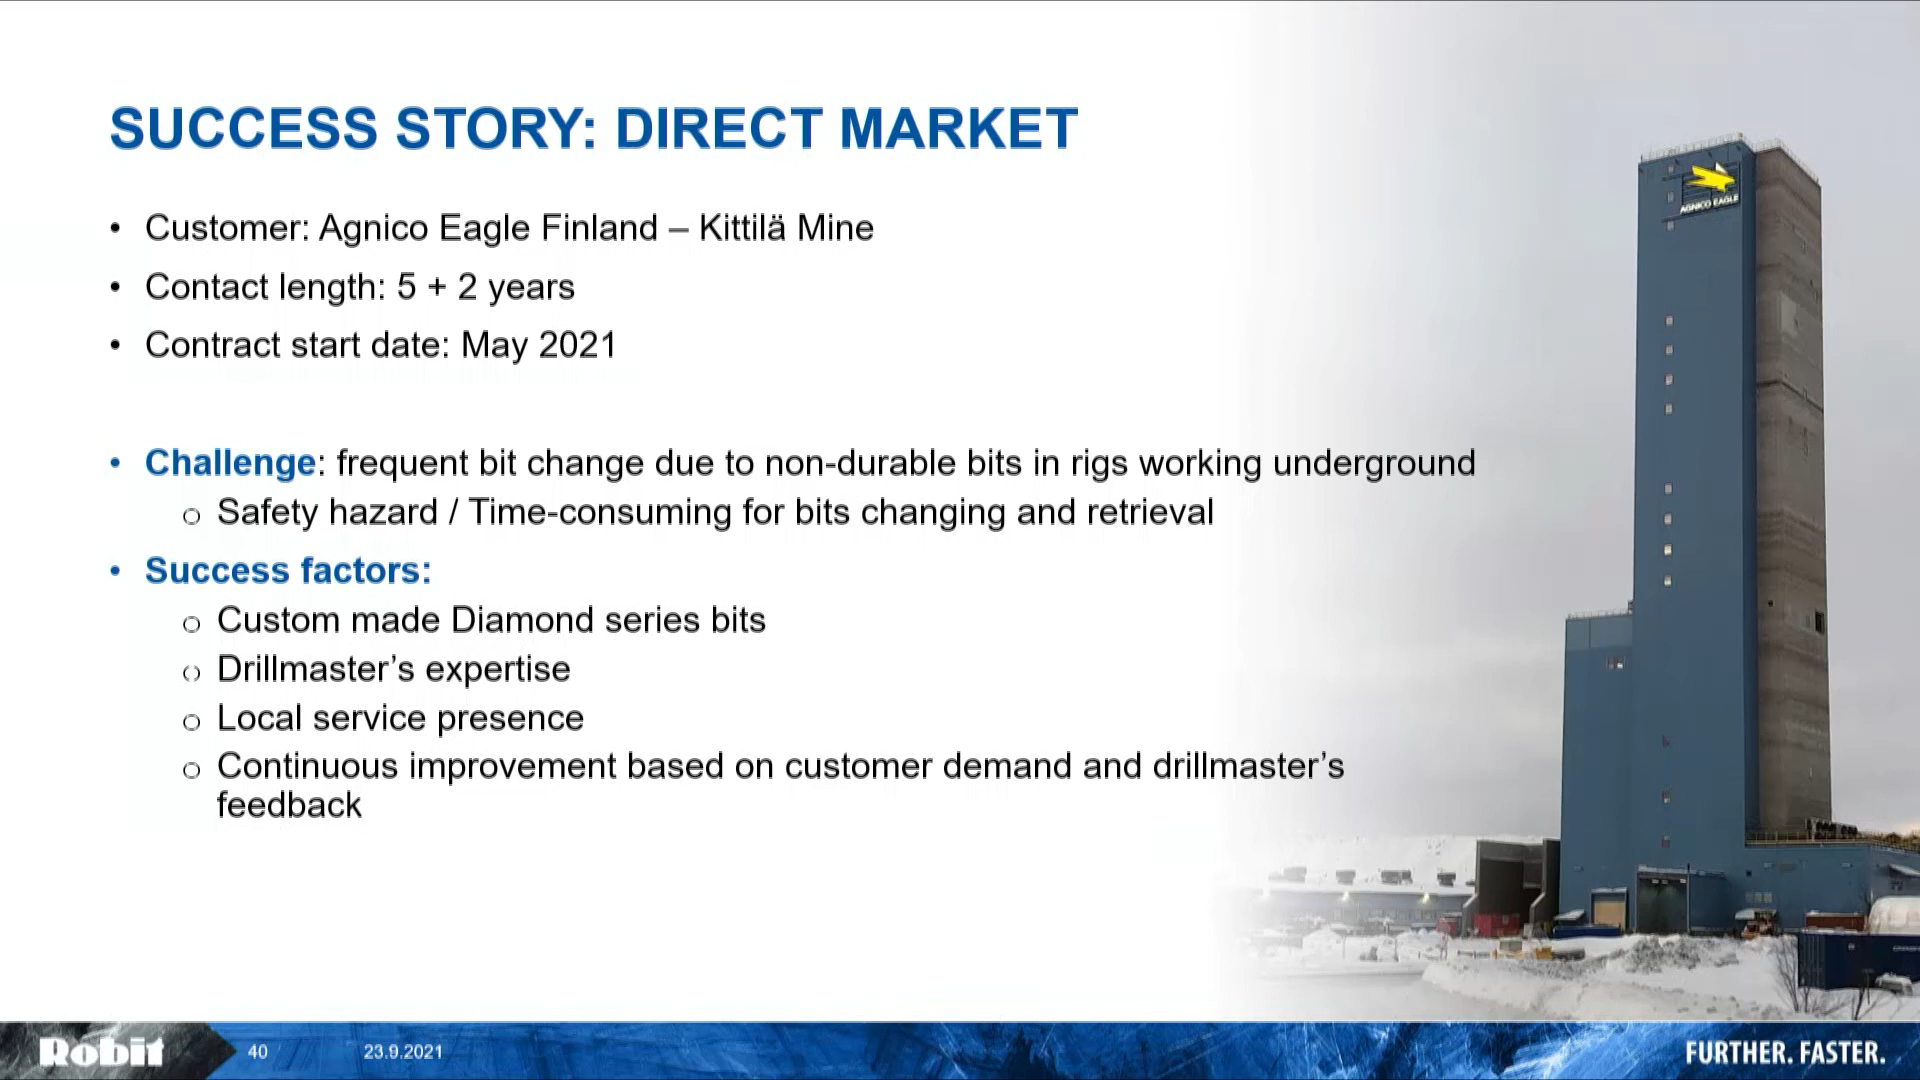 SUCCESS STORY: DIRECT MARKET
• Customer: Agnico Eagle Finland – Kittilä Mine
• Contact length: 5 + 2 years
• Contract start date: May 2021
• Challenge: frequent bit change due to non-durable bits in rigs working underground
o Safety hazard / Time-consuming for bits changing and retrieval
• Success factors:
o Custom made Diamond series bits
o Drillmaster’s expertise
o Local service presence
o Continuous improvement based on customer demand and drillmaster’s
feedback
AGNICO EAGLE
Robit
40
23.9.2021
FURTHER. FASTER.